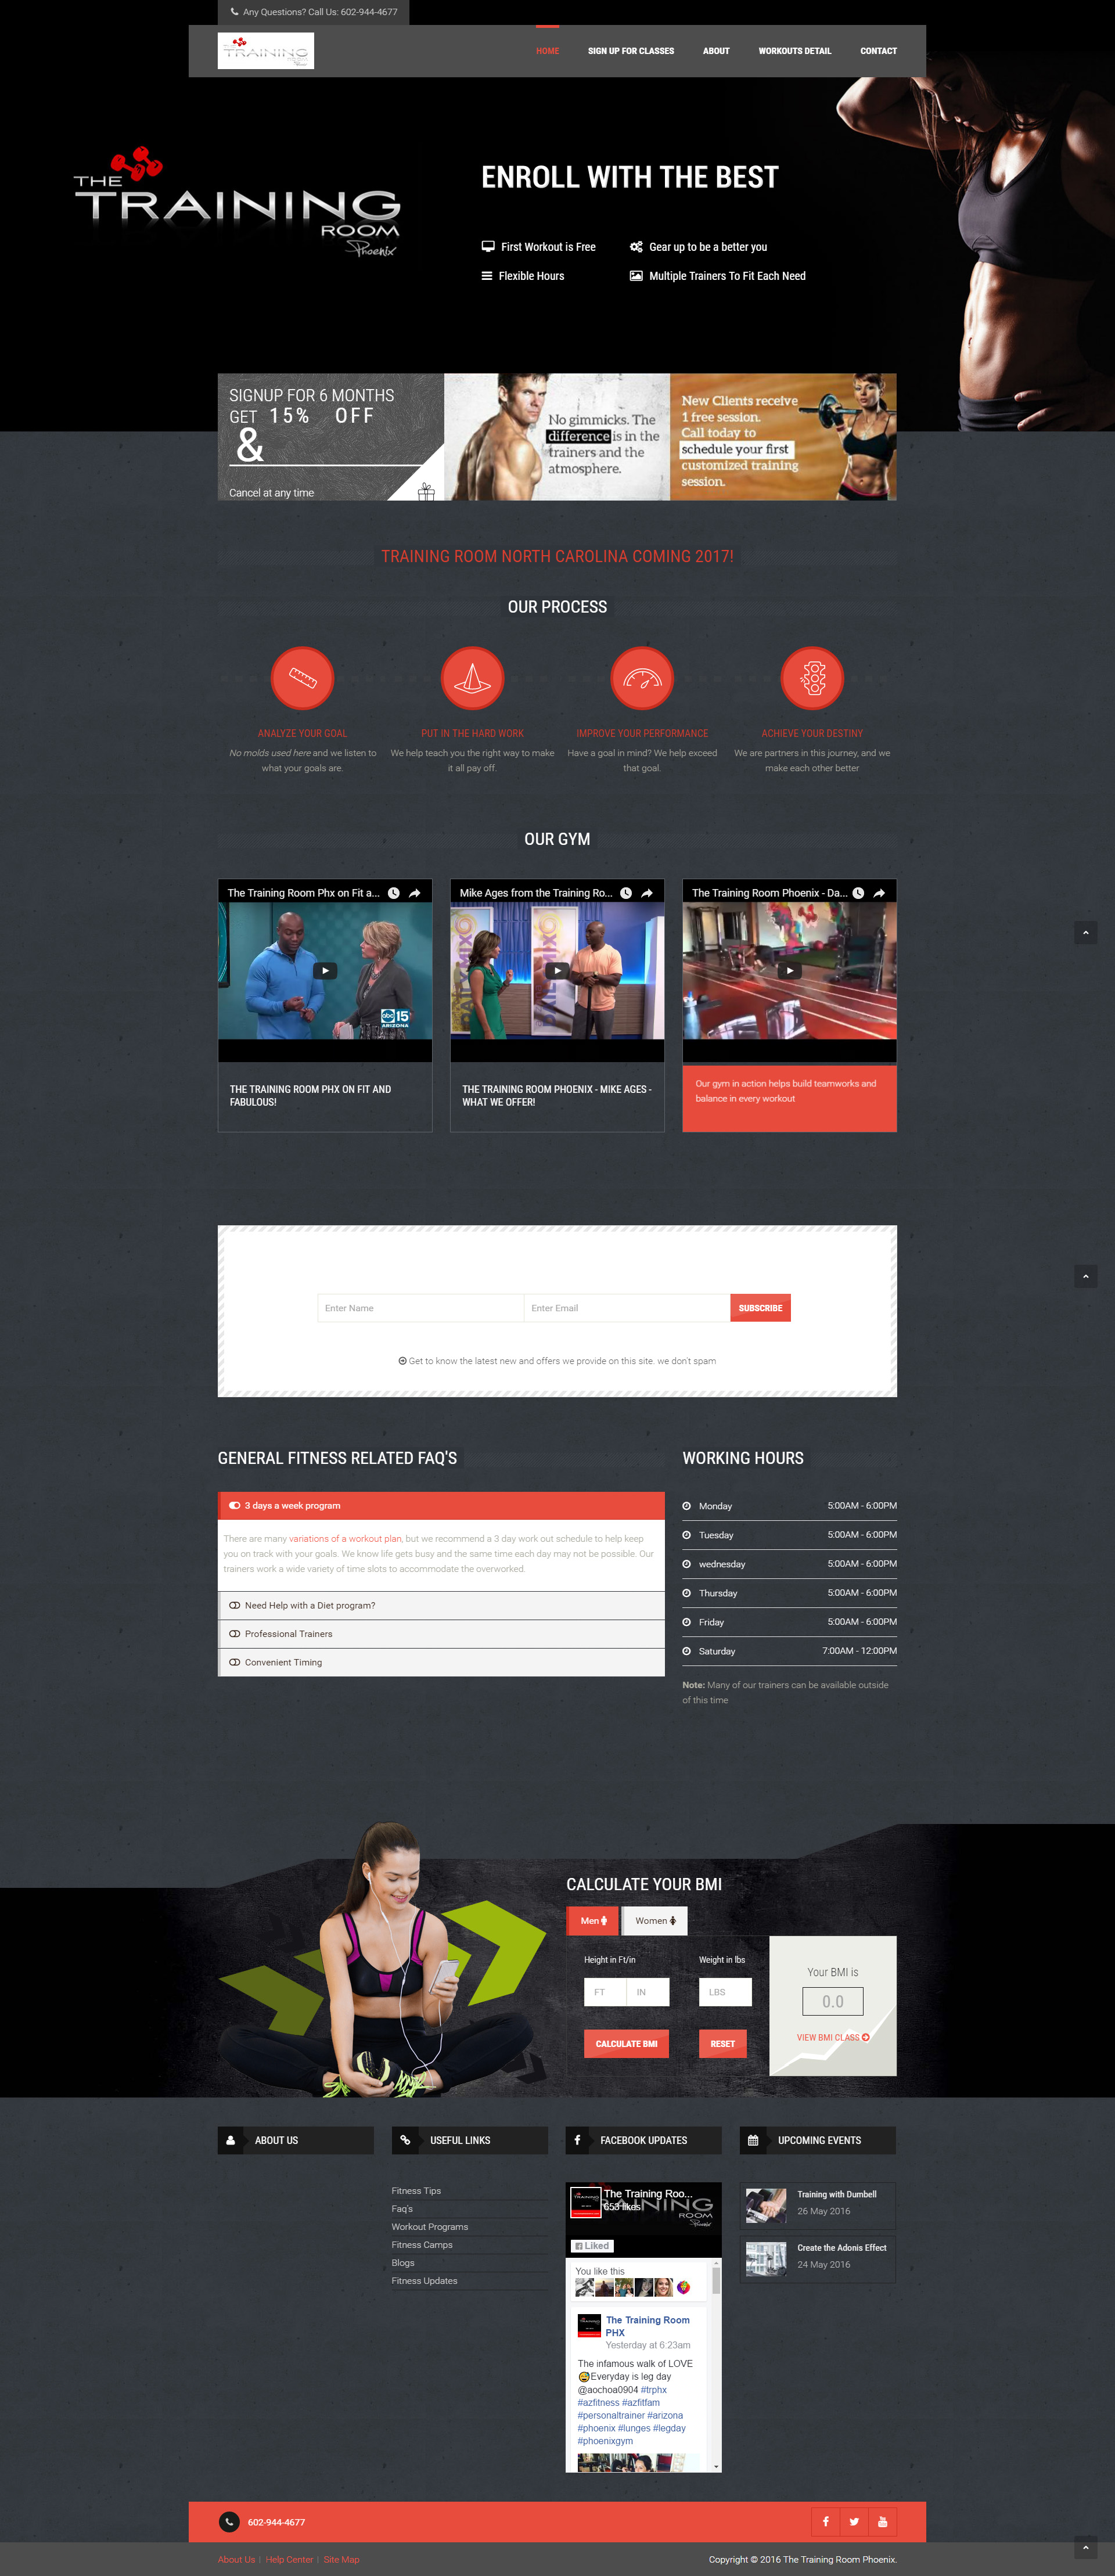 Any Questions? Call Us: 602-944-4677
TRAINING
HOME
SIGN UP FOR CLASSES
ABOUT
WORKOUTS DETAIL
CONTACT
THE
TRAINING
ROOM
Phoenix
ENROLL WITH THE BEST
First Workout is Free
Gear up to be a better you
Flexible Hours
Multiple Trainers To Fit Each Need
SIGNUP FOR 6 MONTHS
GET 15% OFF
&
Cancel at any time
No gimmicks. The
difference is in the
trainers and the
atmosphere.
New Clients receive
1 free session.
Call today to
schedule your first
customized training
session.
TRAINING ROOM NORTH CAROLINA COMING 2017!
OUR PROCESS
ANALYZE YOUR GOAL
No molds used here and we listen to
what your goals are.
PUT IN THE HARD WORK
We help teach you the right way to make
it all pay off.
IMPROVE YOUR PERFORMANCE
Have a goal in mind? We help exceed
that goal.
ACHIEVE YOUR DESTINY
We are partners in this journey, and we
make each other better
OUR GYM
The Training Room Phx on Fit a...
Mike Ages from the Training Ro...
The Training Room Phoenix - Da...
abc 15
ARIZONA
THE TRAINING ROOM PHX ON FIT AND
FABULOUS!
THE TRAINING ROOM PHOENIX - MIKE AGES -
WHAT WE OFFER!
Our gym in action helps build teamworks and
balance in every workout
Enter Name
Enter Email
SUBSCRIBE
Get to know the latest new and offers we provide on this site. we don't spam
GENERAL FITNESS RELATED FAQ'S
3 days a week program
There are many variations of a workout plan, but we recommend a 3 day work out schedule to help keep
you on track with your goals. We know life gets busy and the same time each day may not be possible. Our
trainers work a wide variety of time slots to accommodate the overworked.
Need Help with a Diet program?
Professional Trainers
Convenient Timing
WORKING HOURS
Monday 5:00AM - 6:00PM
Tuesday 5:00AM - 6:00PM
wednesday 5:00AM - 6:00PM
Thursday 5:00AM - 6:00PM
Friday 5:00AM - 6:00PM
Saturday 7:00AM - 12:00PM
Note: Many of our trainers can be available outside
of this time
CALCULATE YOUR BMI
Men
Women
Height in Ft/in
Weight in lbs
FT
IN
LBS
CALCULATE BMI
RESET
Your BMI is
0.0
VIEW BMI CLASS
ABOUT US
USEFUL LINKS
Fitness Tips
Faq's
Workout Programs
Fitness Camps
Blogs
Fitness Updates
FACEBOOK UPDATES
The Training Roo...
653 likes
Liked
You like this
The Training Room
PHX
Yesterday at 6:23am
The infamous walk of LOVE
Everyday is leg day
@aochoa0904 #trphx
#azfitness #azfitfam
#personaltrainer #arizona
#phoenix #lunges #legday
#phoenixgym
UPCOMING EVENTS
Training with Dumbell
26 May 2016
Create the Adonis Effect
24 May 2016
602-944-4677
About Us | Help Center | Site Map
Copyright © 2016 The Training Room Phoenix.